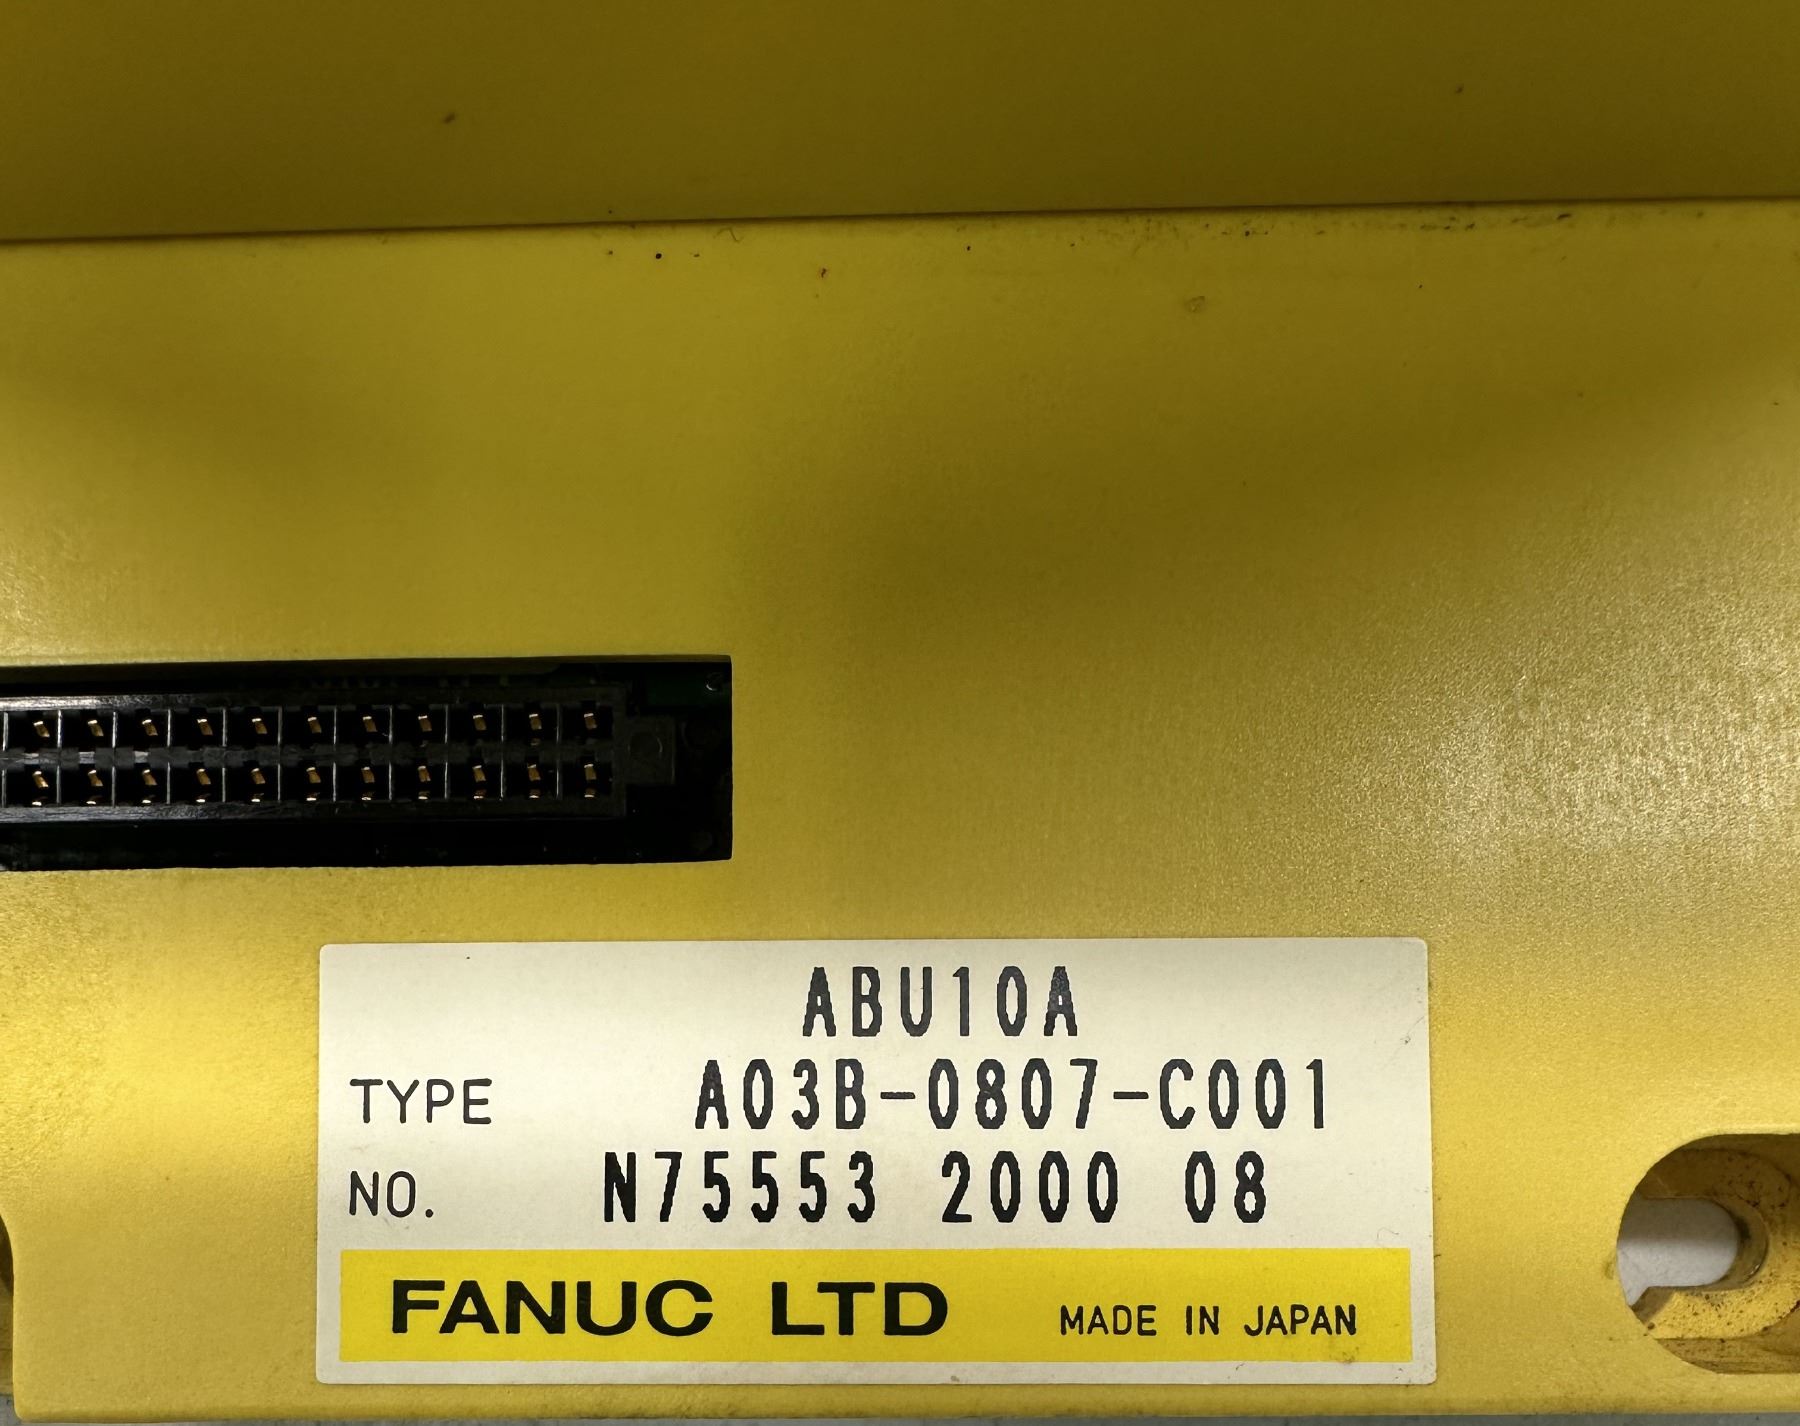 ABU10A
TYPE A03B-0807-C001
NO. N75553 2000 08
FANUC LTD MADE IN JAPAN